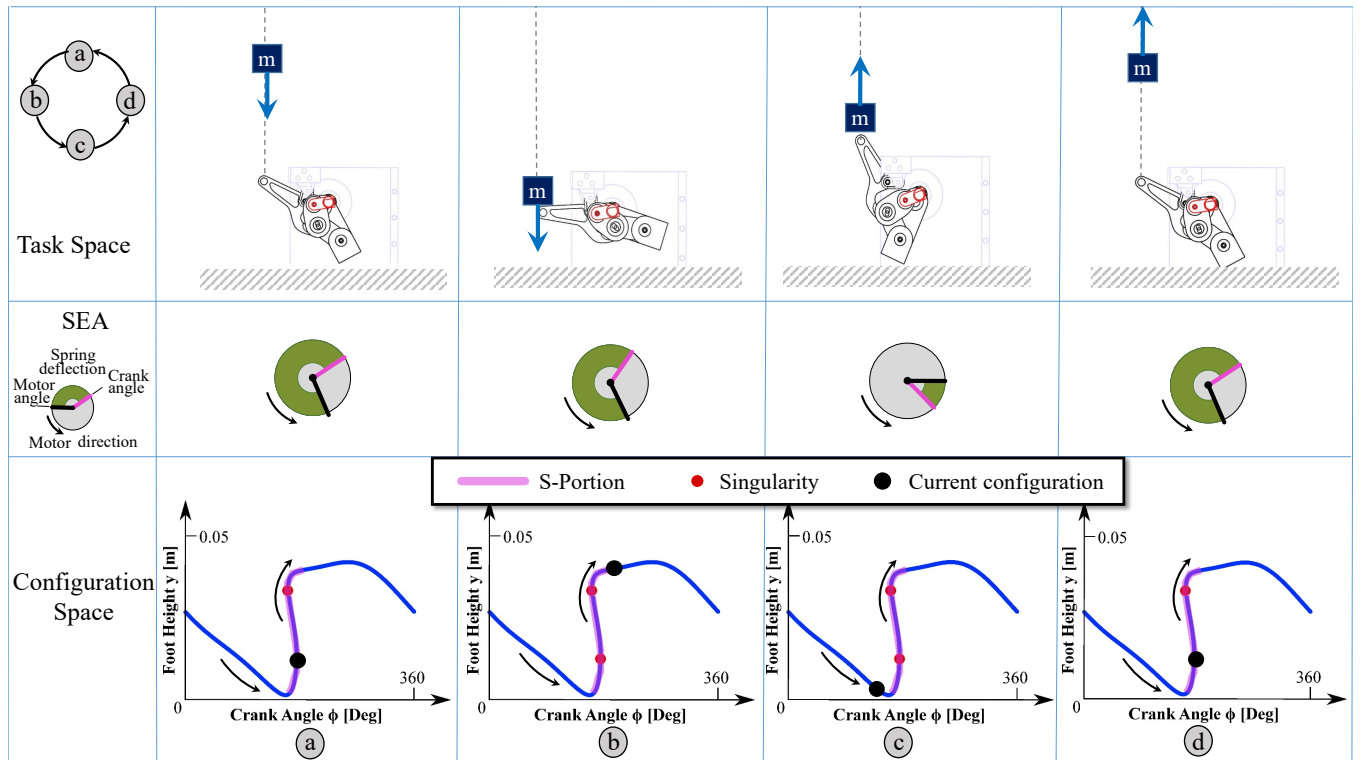 a
b
d
c
Task Space
m
m
m
m
SEA
Spring
deflection
Motor
angle
Crank
angle
Motor direction
S-Portion
Singularity
Current configuration
Configuration
Space
Foot Height y [m]
0.05
0
360
Crank Angle ϕ [Deg]
a
Foot Height y [m]
0.05
0
360
Crank Angle ϕ [Deg]
b
Foot Height y [m]
0.05
0
360
Crank Angle ϕ [Deg]
c
Foot Height y [m]
0.05
0
360
Crank Angle ϕ [Deg]
d